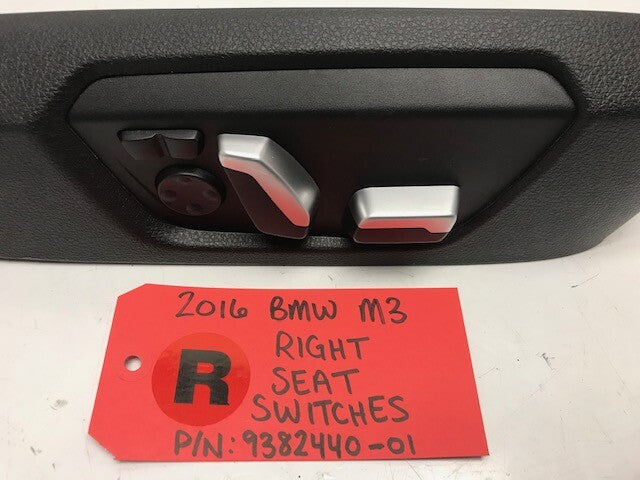 2016 BMW M3
R
RIGHT
SEAT
SWITCHES
P/N: 9382440-01